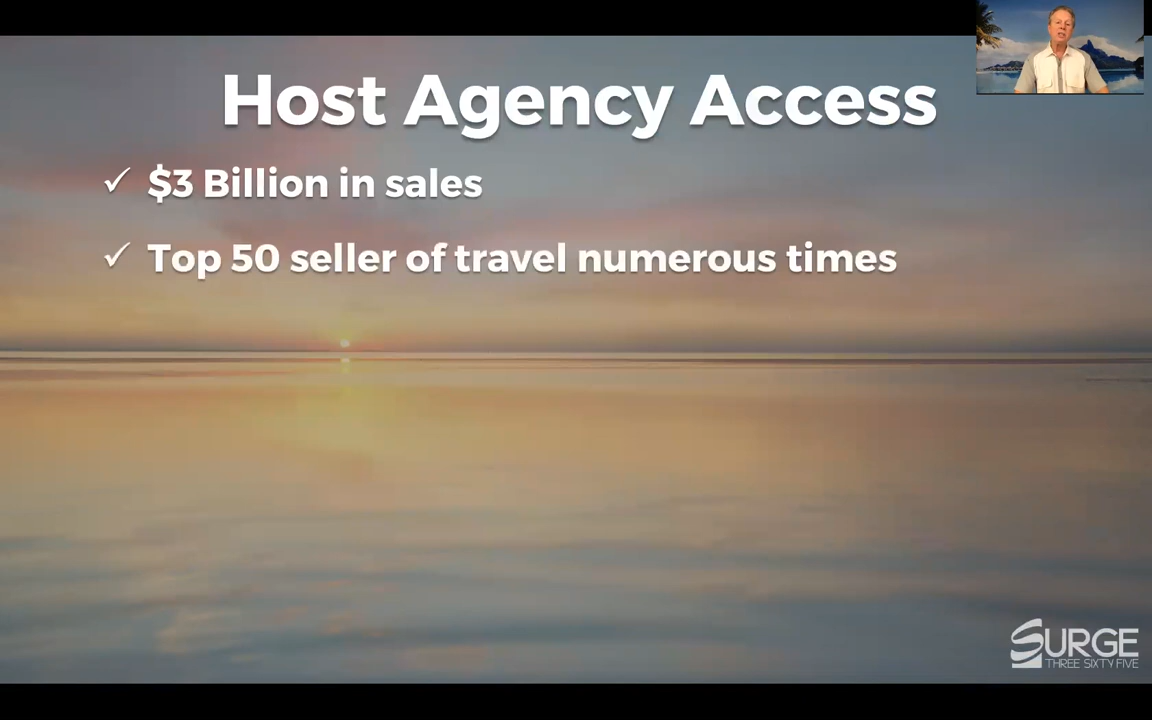 Host Agency Access
✓ $3 Billion in sales
✓ Top 50 seller of travel numerous times
SURGE
THREE SIXTY FIVE